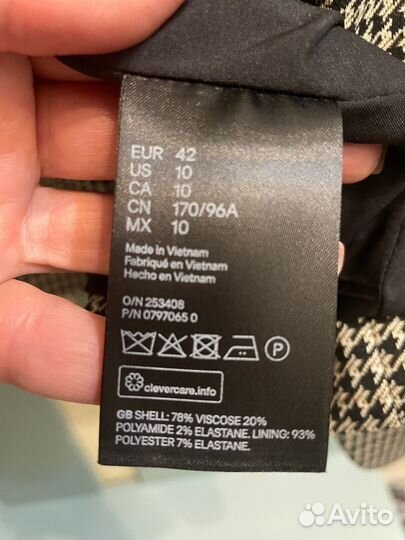 EUR 42
US 10
CA 10
CN 170/96A
MX 10
Made in Vietnam
Fabriqué en Vietnam
Hecho en Vietnam
O/N 253408
P/N 0797065 0
P
clevercare.info
GB SHELL: 78% VISCOSE 20%
POLYAMIDE 2% ELASTANE. LINING: 93%
POLYESTER 7% ELASTANE.
Avito